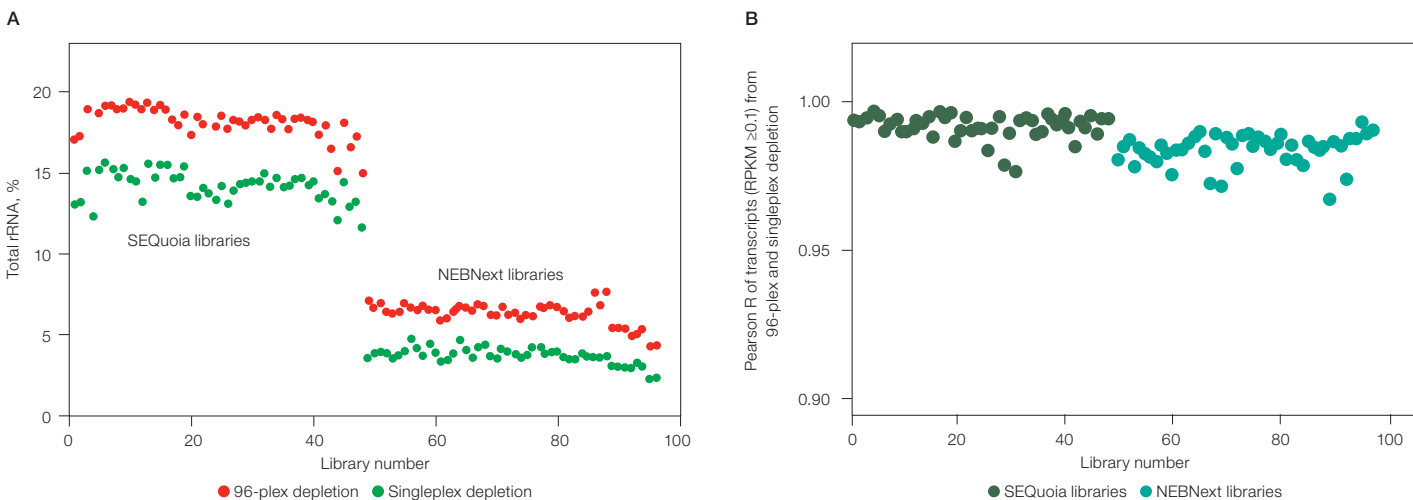 A
Total rRNA, %
20
15
10
5
0
SEQuoia libraries
NEBNext libraries
0 20 40 60 80 100
Library number
96-plex depletion Singleplex depletion
B
Pearson R of transcripts (RPKM ≥0.1) from
96-plex and singleplex depletion
1.00
0.95
0.90
0 20 40 60 80 100
Library number
SEQuoia libraries NEBNext libraries